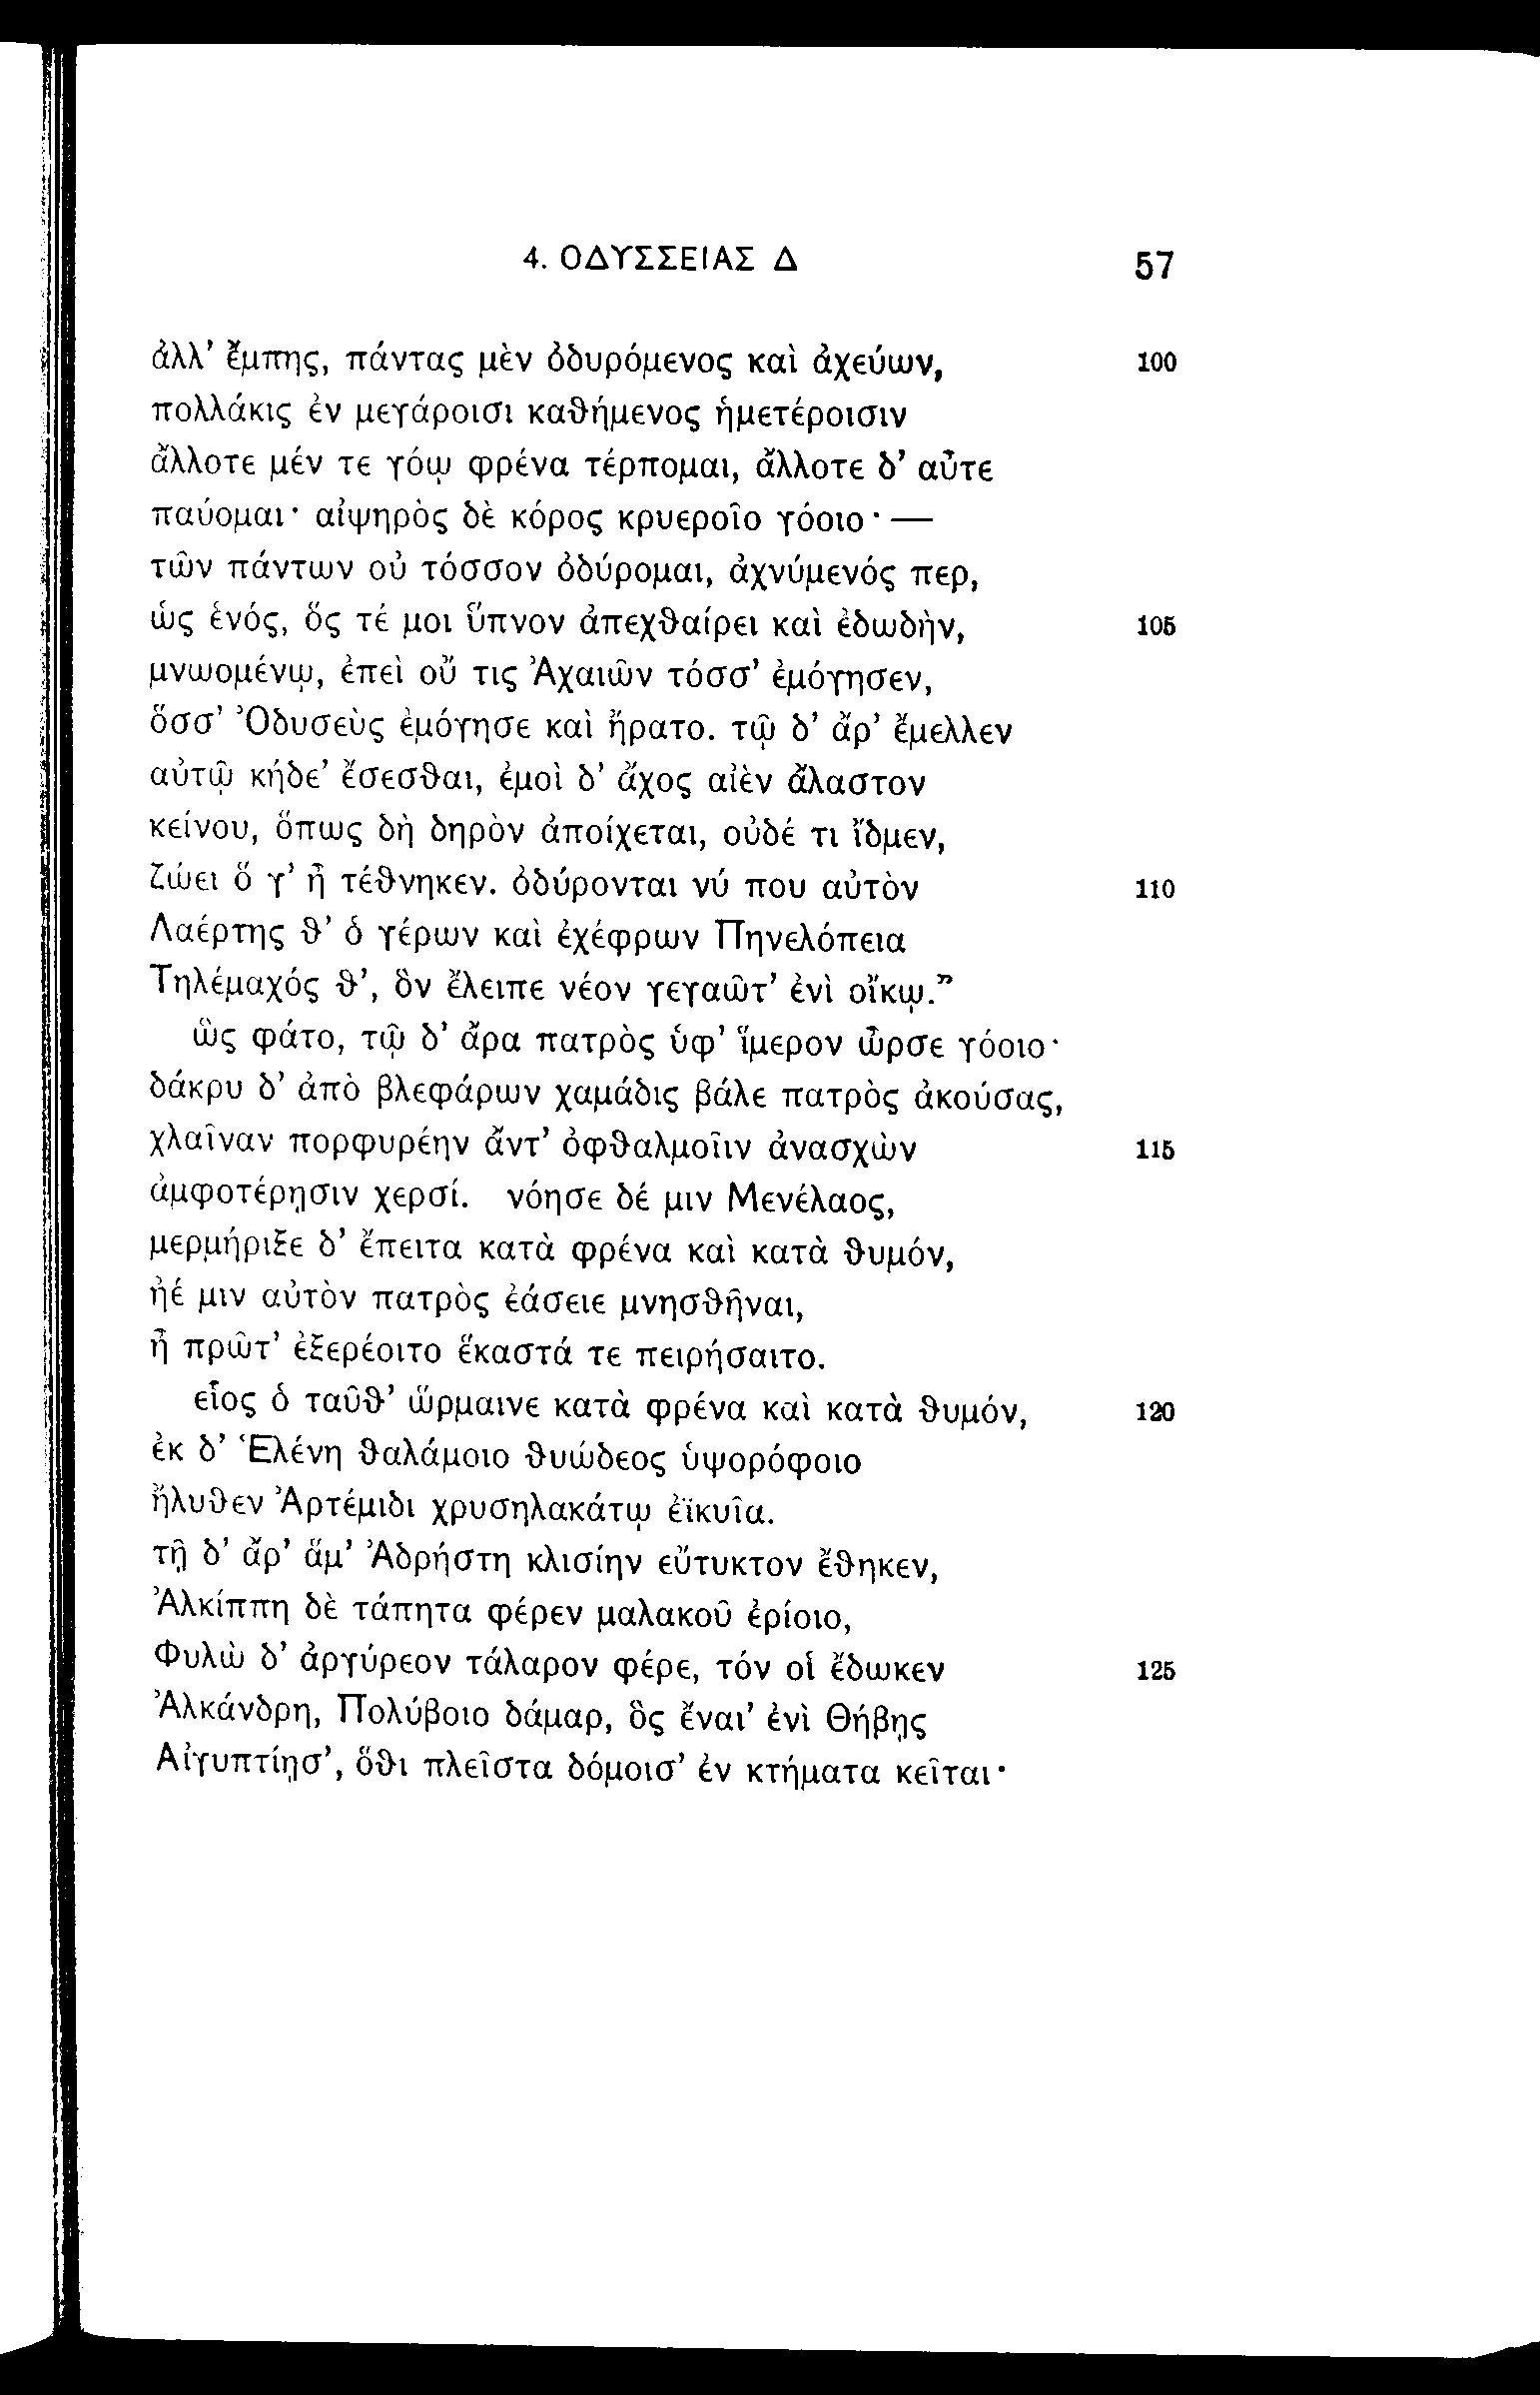 4. ΟΔΥΣΣΕΙΑΣ Δ 57
ἀλλ’ ἔμπης, πάντας μὲν ὀδυρόμενος καὶ ἀχεύων, 100
πολλάκις ἐν μεγάροισι καθήμενος ἡμετέροισιν
ἄλλοτε μέν τε γόῳ φρένα τέρπομαι, ἄλλοτε δ’ αὖτε
παύομαι· αἰψηρὸς δὲ κόρος κρυεροῖο γόοιο· —
τῶν πάντων οὐ τόσσον ὀδύρομαι, ἀχνύμενός περ,
ὡς ἑνός, ὅς τέ μοι ὕπνον ἀπεχθαίρει καὶ ἐδωδὴν, 105
μνωομένῳ, ἐπεὶ οὔ τις Ἀχαιῶν τόσσ’ ἐμόγησεν,
ὅσσ’ Ὀδυσεὺς ἐμόγησε καὶ ἤρατο. τῷ δ’ ἄρ’ ἔμελλεν
αὐτῷ κήδε’ ἔσεσθαι, ἐμοὶ δ’ ἄχος αἰὲν ἄλαστον
κείνου, ὅπως δὴ δηρὸν ἀποίχεται, οὐδέ τι ἴδμεν,
ζώει ὅ γ’ ἦ τέθνηκεν. ὀδύρονται νύ που αὐτὸν 110
Λαέρτης θ’ ὁ γέρων καὶ ἐχέφρων Πηνελόπεια
Τηλέμαχός θ’, ὃν ἔλειπε νέον γεγαῶτ’ ἐνὶ οἴκῳ.”
ὣς φάτο, τῷ δ’ ἄρα πατρὸς ὑφ’ ἵμερον ὦρσε γόοιο·
δάκρυ δ’ ἀπὸ βλεφάρων χαμάδις βάλε πατρὸς ἀκούσας,
χλαῖναν πορφυρέην ἄντ’ ὀφθαλμοῖιν ἀνασχὼν 115
ἀμφοτέρῃσιν χερσί. νόησε δέ μιν Μενέλαος,
μερμήριξε δ’ ἔπειτα κατὰ φρένα καὶ κατὰ θυμόν,
ἠέ μιν αὐτὸν πατρὸς ἐάσειε μνησθῆναι,
ἦ πρῶτ’ ἐξερέοιτο ἕκαστά τε πειρήσαιτο.
εἷος ὁ ταῦθ’ ὥρμαινε κατὰ φρένα καὶ κατὰ θυμόν, 120
ἐκ δ’ Ἑλένη θαλάμοιο θυώδεος ὑψορόφοιο
ἤλυθεν Ἀρτέμιδι χρυσηλακάτῳ ἐϊκυῖα.
τῇ δ’ ἄρ’ ἅμ’ Ἀδρήστη κλισίην εὔτυκτον ἔθηκεν,
Ἀλκίππη δὲ τάπητα φέρεν μαλακοῦ ἐρίοιο,
Φυλὼ δ’ ἀργύρεον τάλαρον φέρε, τόν οἱ ἔδωκεν 125
Ἀλκάνδρη, Πολύβοιο δάμαρ, ὃς ἔναι’ ἐνὶ Θήβῃς
Αἰγυπτίῃσ’, ὅθι πλεῖστα δόμοισ’ ἐν κτήματα κεῖται·